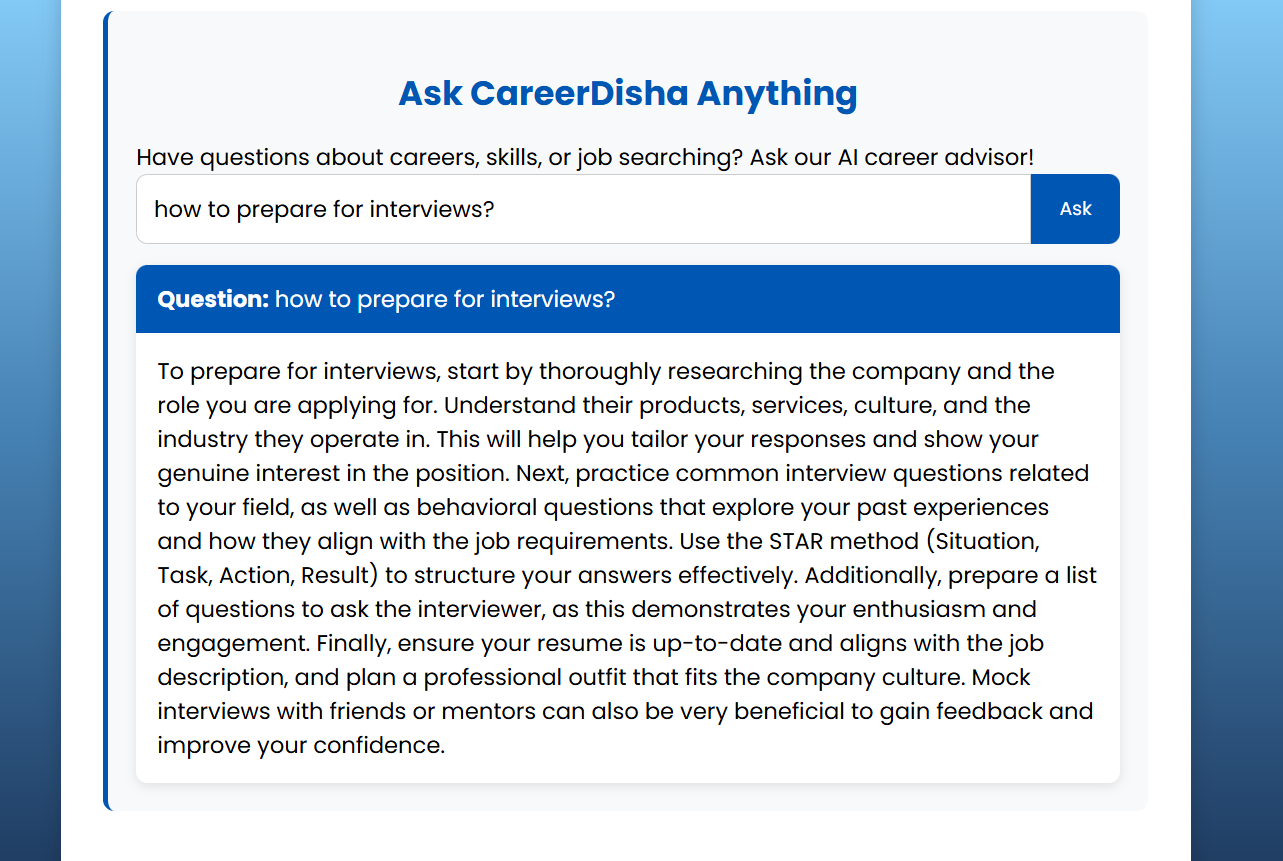 Ask CareerDisha Anything
Have questions about careers, skills, or job searching? Ask our AI career advisor!
how to prepare for interviews?
Ask
Question: how to prepare for interviews?
To prepare for interviews, start by thoroughly researching the company and the
role you are applying for. Understand their products, services, culture, and the
industry they operate in. This will help you tailor your responses and show your
genuine interest in the position. Next, practice common interview questions related
to your field, as well as behavioral questions that explore your past experiences
and how they align with the job requirements. Use the STAR method (Situation,
Task, Action, Result) to structure your answers effectively. Additionally, prepare a list
of questions to ask the interviewer, as this demonstrates your enthusiasm and
engagement. Finally, ensure your resume is up-to-date and aligns with the job
description, and plan a professional outfit that fits the company culture. Mock
interviews with friends or mentors can also be very beneficial to gain feedback and
improve your confidence.